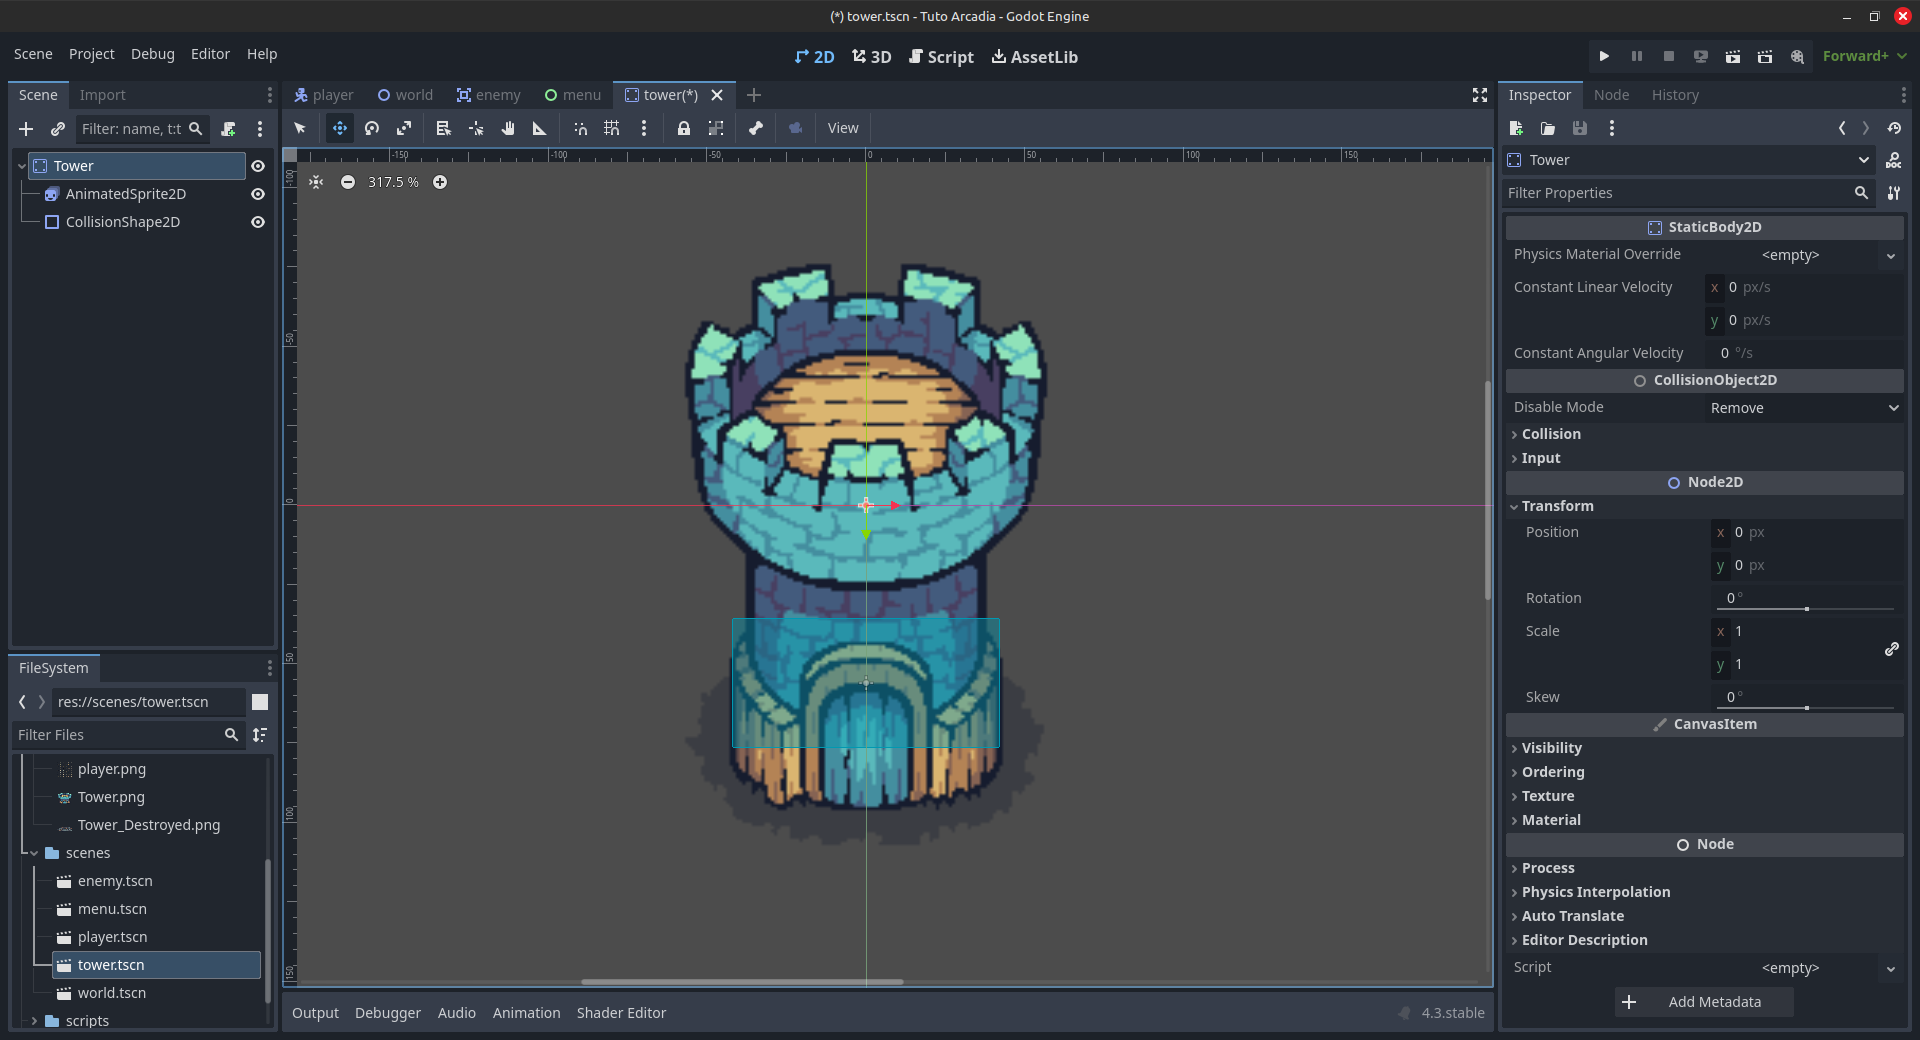 (*) tower.tscn - Tuto Arcadia - Godot Engine
Scene Project Debug Editor Help
2D 3D Script AssetLib
Forward+
Scene Import
player world enemy menu tower(*)
Inspector Node History
Filter: name, t:t
View
Tower
AnimatedSprite2D
CollisionShape2D
-150 -100 -50 0 50 100 150
-100
-50
0
50
100
150
317.5 %
FileSystem
res://scenes/tower.tscn
Filter Files
player.png
Tower.png
Tower_Destroyed.png
scenes
enemy.tscn
menu.tscn
player.tscn
tower.tscn
world.tscn
scripts
Output Debugger Audio Animation Shader Editor
4.3.stable
Tower
Filter Properties
StaticBody2D
Physics Material Override <empty>
Constant Linear Velocity x 0 px/s
y 0 px/s
Constant Angular Velocity 0 °/s
CollisionObject2D
Disable Mode Remove
Collision
Input
Node2D
Transform
Position x 0 px
y 0 px
Rotation 0 °
Scale x 1
y 1
Skew 0 °
CanvasItem
Visibility
Ordering
Texture
Material
Node
Process
Physics Interpolation
Auto Translate
Editor Description
Script <empty>
Add Metadata